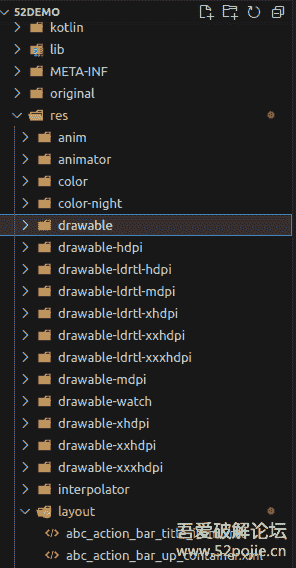 52DEMO
kotlin
lib
META-INF
original
res
anim
animator
color
color-night
drawable
drawable-hdpi
drawable-ldrtl-hdpi
drawable-ldrtl-mdpi
drawable-ldrtl-xhdpi
drawable-ldrtl-xxhdpi
drawable-ldrtl-xxxhdpi
drawable-mdpi
drawable-watch
drawable-xhdpi
drawable-xxhdpi
drawable-xxxhdpi
interpolator
layout
吾爱破解论坛
abc_action_bar_title_
www.52pojie.cn
abc_action_bar_up_container.xml